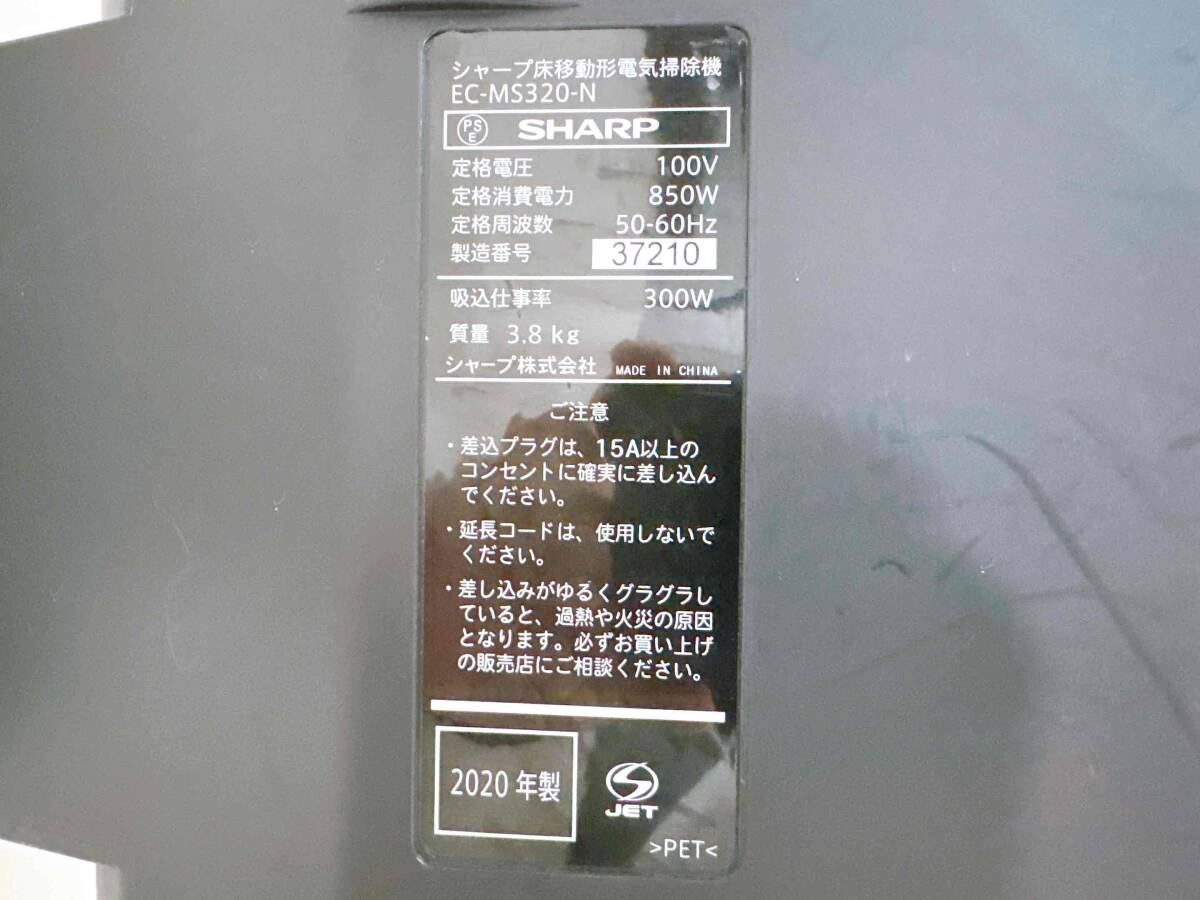 シャープ床移動形電気掃除機
EC-MS320-N
PS
E
SHARP
定格電圧 100V
定格消費電力 850W
定格周波数 50-60Hz
製造番号 37210
吸込仕事率 300W
質量 3.8 kg
シャープ株式会社 MADE IN CHINA
ご注意
・差込プラグは、15A以上の
コンセントに確実に差し込ん
でください。
・延長コードは、使用しないで
ください。
・差し込みがゆるくグラグラし
ていると、過熱や火災の原因
となります。必ずお買い上げ
の販売店にご相談ください。
2020 年製
S
JET
>PET<